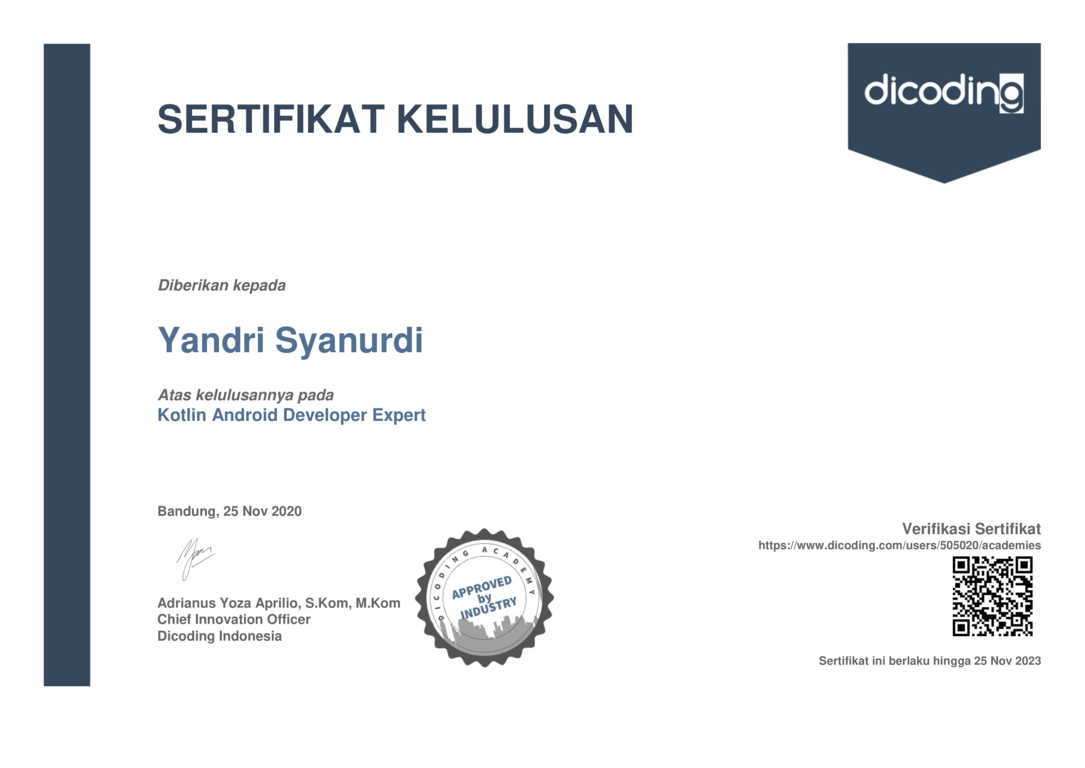 dicoding
SERTIFIKAT KELULUSAN
Diberikan kepada
Yandri Syanurdi
Atas kelulusannya pada
Kotlin Android Developer Expert
Bandung, 25 Nov 2020
Adrianus Yoza Aprilio, S.Kom, M.Kom
Chief Innovation Officer
Dicoding Indonesia
DICODING ACADEMY
APPROVED
by
INDUSTRY
Verifikasi Sertifikat
https://www.dicoding.com/users/505020/academies
Sertifikat ini berlaku hingga 25 Nov 2023